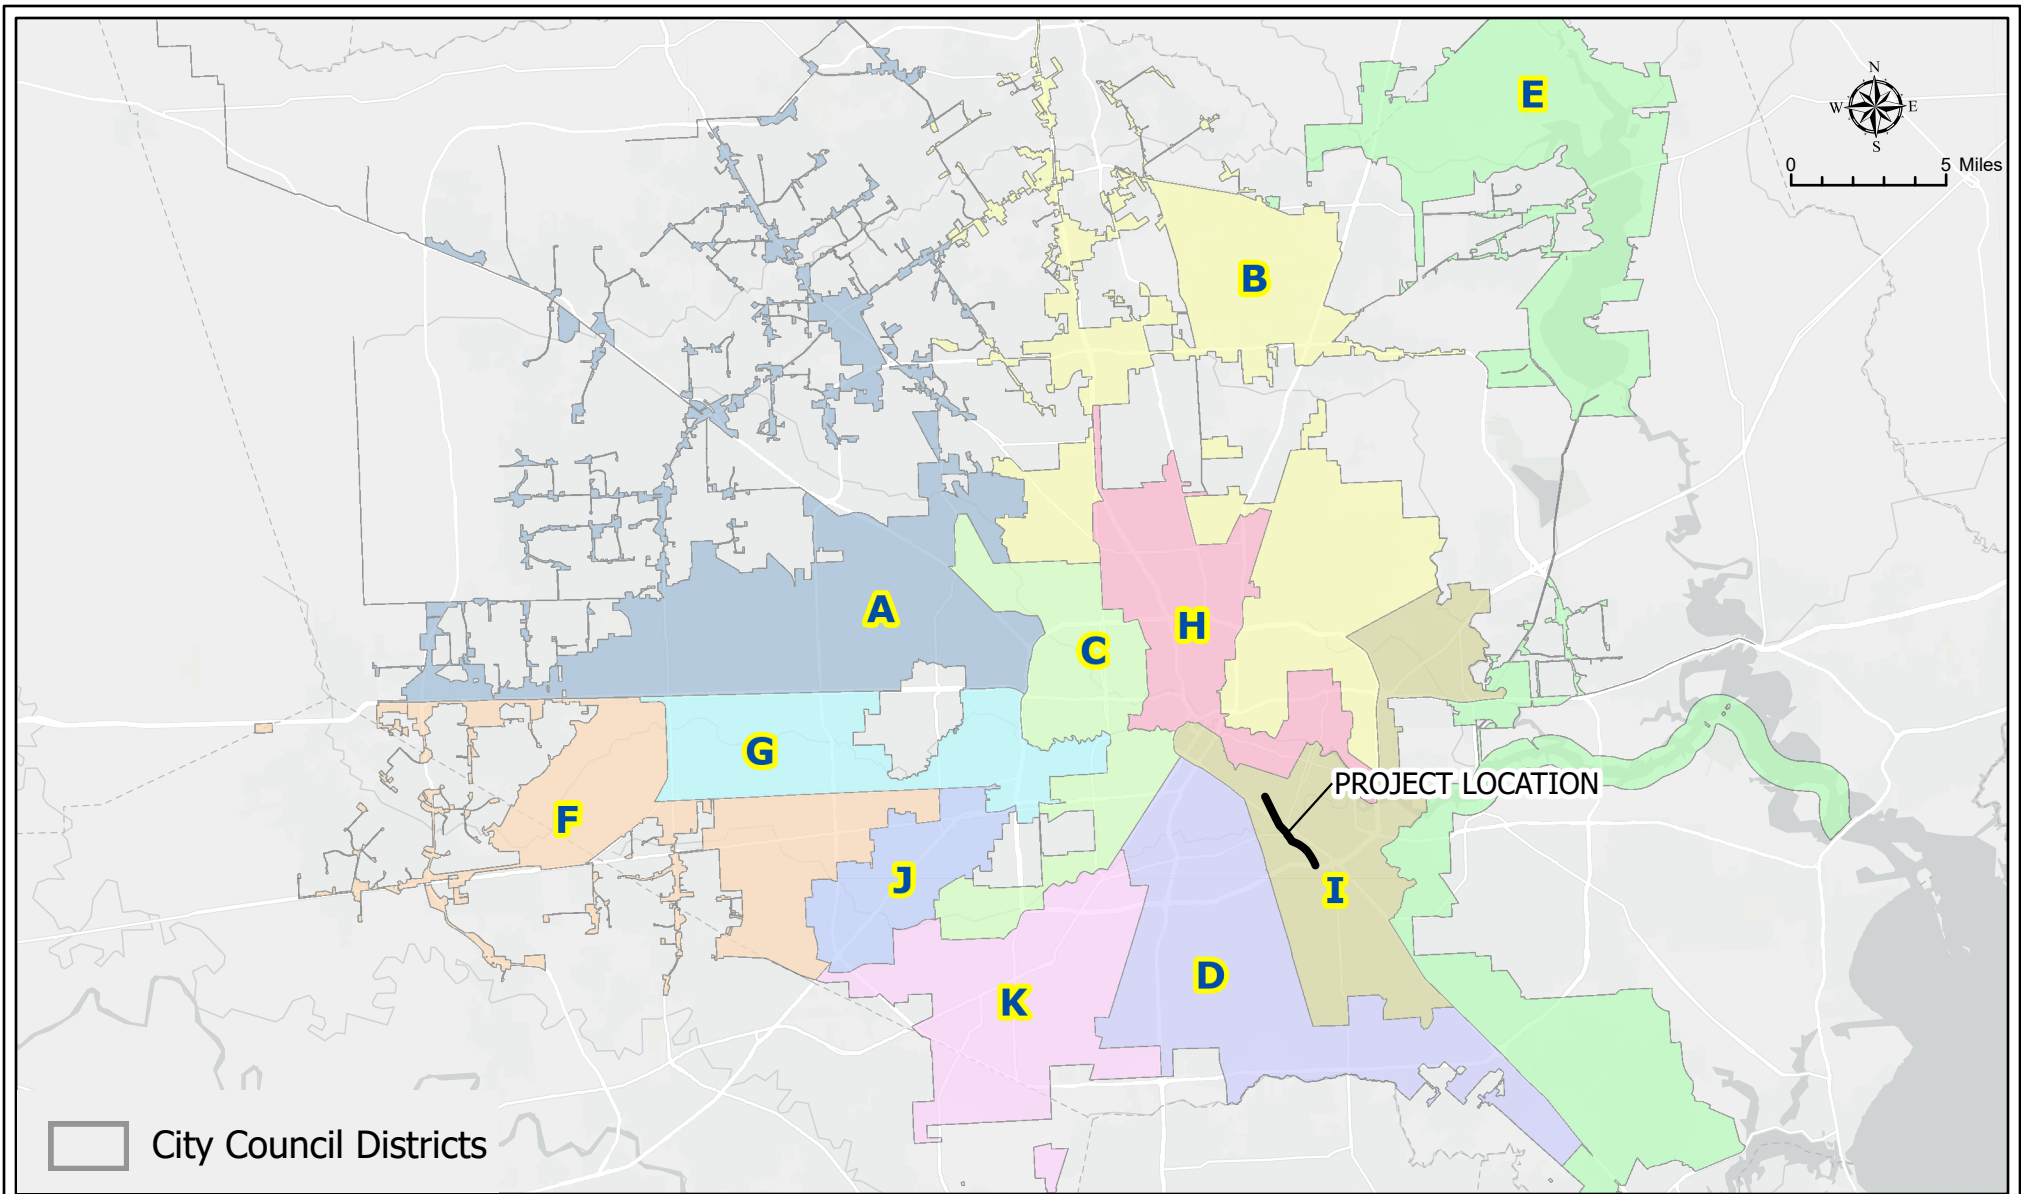 E
N
W E
S
0 5 Miles
B
A
H
C
G
PROJECT LOCATION
F
J
I
D
K
City Council Districts